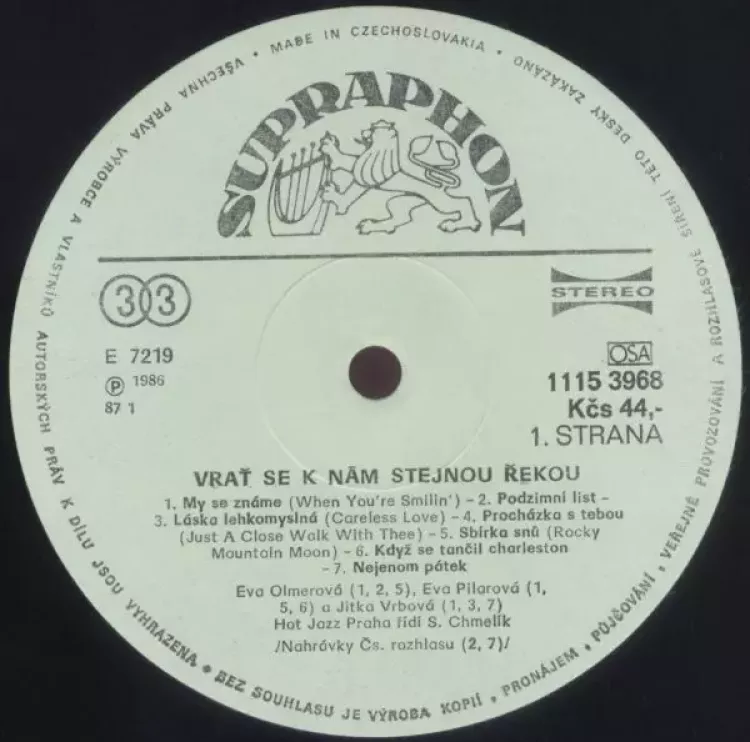 • MADE IN CZECHOSLOVAKIA • ODNÁZAKAZ YKSED OTÉT
SUPRAPHON
33
STEREO
E 7219
OSA
Ⓟ 1986
1115 3968
87 1
Kčs 44,-
1. STRANA
VRAŤ SE K NÁM STEJNOU ŘEKOU
1. My se známe (When You're Smilin') – 2. Podzimní list –
3. Láska lehkomyslná (Careless Love) – 4. Procházka s tebou
(Just A Close Walk With Thee) – 5. Sbírka snů (Rocky
Mountain Moon) – 6. Když se tančil charleston
– 7. Nejenom pátek
Eva Olmerová (1, 2, 5), Eva Pilarová (1,
5, 6) a Jitka Vrbová (1, 3, 7)
Hot Jazz Praha řídí S. Chmelík
/Nahrávky Čs. rozhlasu (2, 7)/
VŠECHNA PRÁVA VÝROBCE A VLASTNÍKŮ AUTORSKÝCH PRÁV K DÍLU JSOU VYHRAZENA • BEZ SOUHLASU JE VÝROBA KOPIÍ, PRONÁJEM, PŮJČOVÁNÍ, VEŘEJNÉ PROVOZOVÁNÍ A ROZHLASOVÉ ŠÍŘENÍ TÉTO DESKY ZAKÁZÁNO